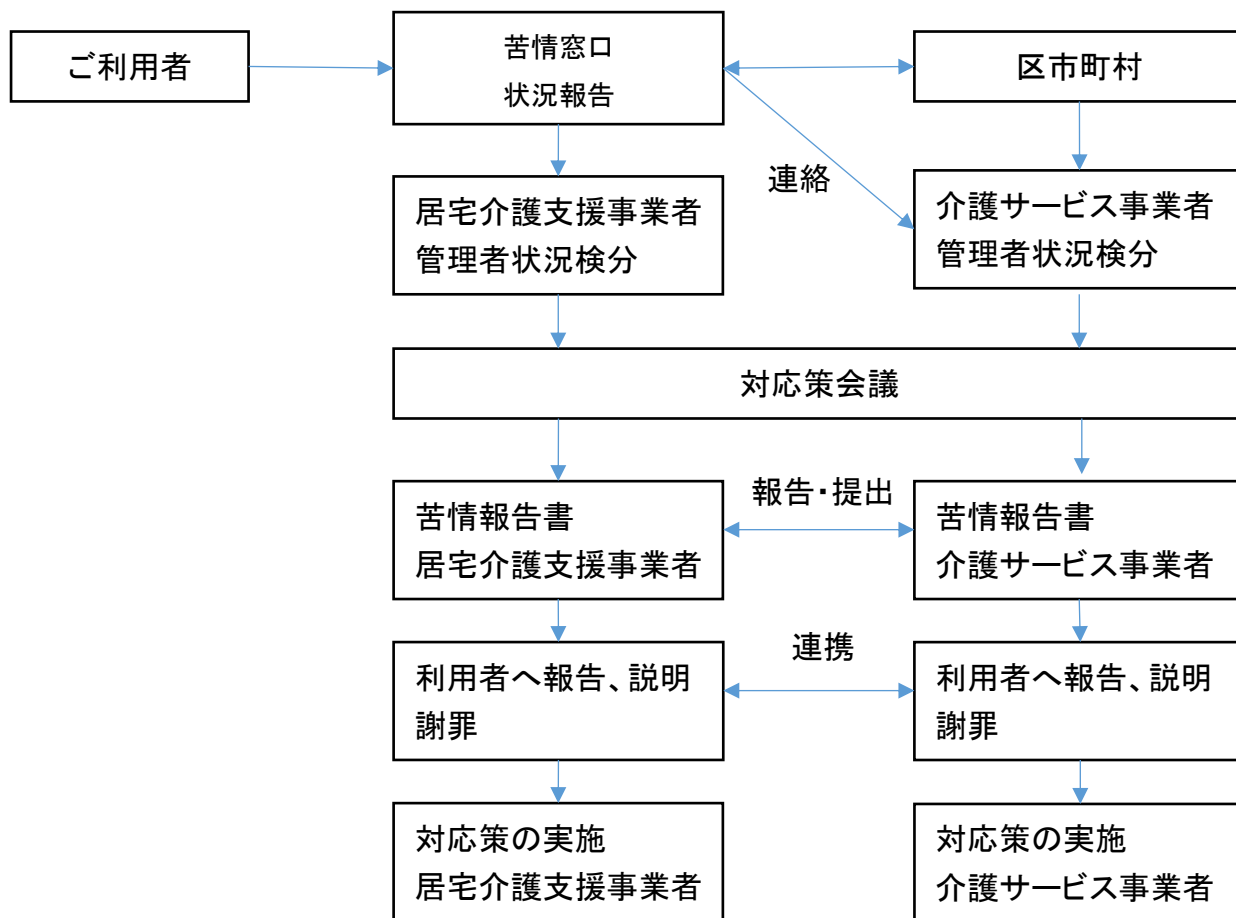 ご利用者
苦情窓口
状況報告
区市町村
連絡
居宅介護支援事業者
管理者状況検分
介護サービス事業者
管理者状況検分
対応策会議
報告・提出
苦情報告書
居宅介護支援事業者
苦情報告書
介護サービス事業者
連携
利用者へ報告、説明
謝罪
利用者へ報告、説明
謝罪
対応策の実施
居宅介護支援事業者
対応策の実施
介護サービス事業者